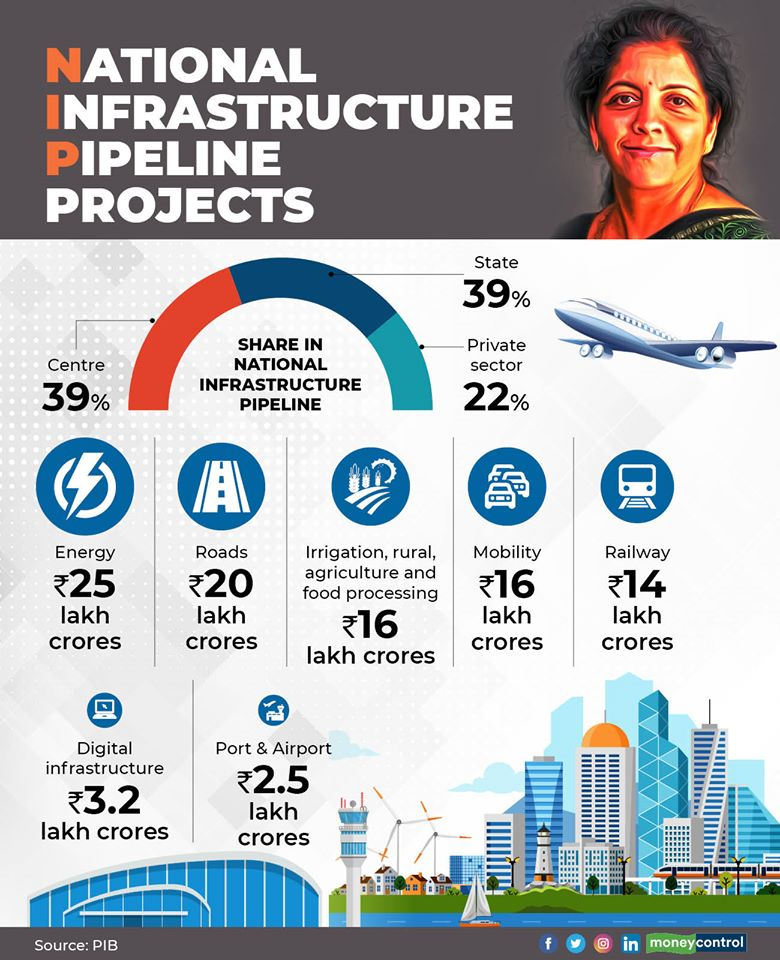 NATIONAL
INFRASTRUCTURE
PIPELINE
PROJECTS
State
39%
Centre
39%
SHARE IN
NATIONAL
INFRASTRUCTURE
PIPELINE
Private
sector
22%
Energy
₹25
lakh
crores
Roads
₹20
lakh
crores
Irrigation, rural,
agriculture and
food processing
₹16
lakh crores
Mobility
₹16
lakh
crores
Railway
₹14
lakh
crores
Digital
infrastructure
₹3.2
lakh crores
Port & Airport
₹2.5
lakh
crores
Source: PIB
moneycontrol